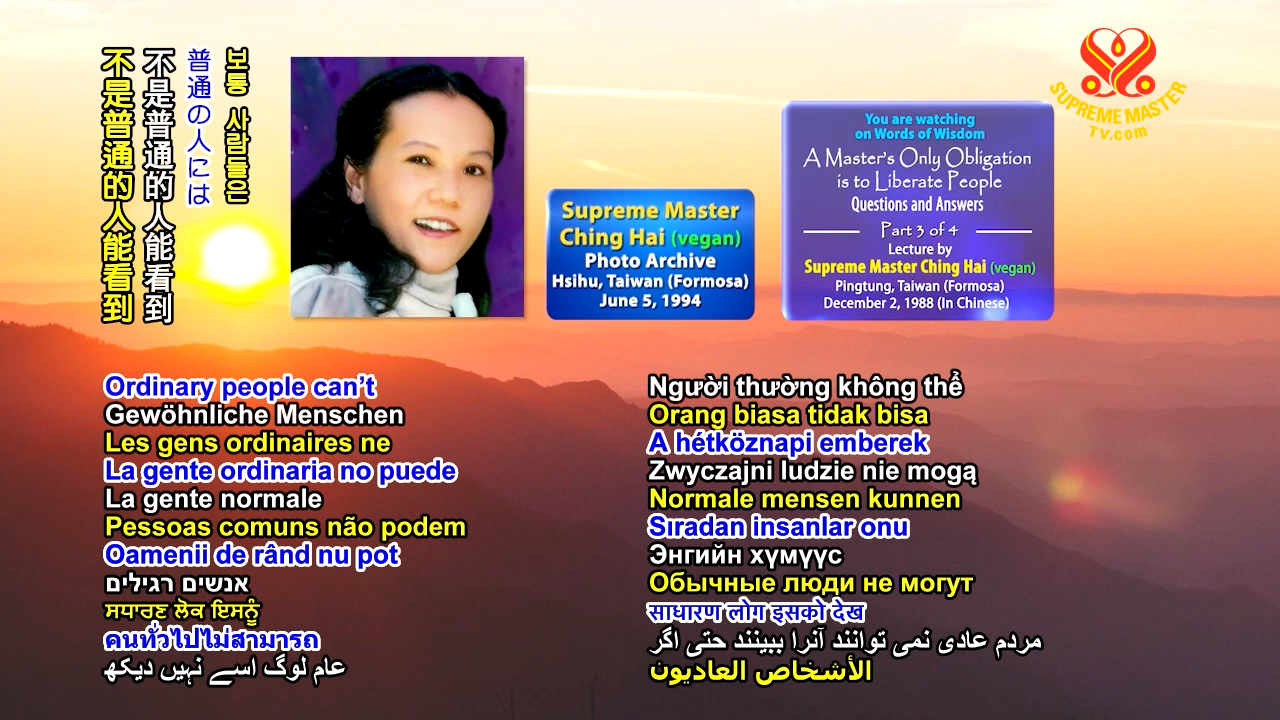 不是普通的人能看到
不是普通的人能看到
普通の人には
보통 사람들은
Supreme Master
Ching Hai (vegan)
Photo Archive
Hsihu, Taiwan (Formosa)
June 5, 1994
You are watching
on Words of Wisdom
A Master's Only Obligation
is to Liberate People
Questions and Answers
Part 3 of 4
Lecture by
Supreme Master Ching Hai (vegan)
Pingtung, Taiwan (Formosa)
December 2, 1988 (In Chinese)
SUPREME MASTER
TV.com
Ordinary people can't
Gewöhnliche Menschen
Les gens ordinaires ne
La gente ordinaria no puede
La gente normale
Pessoas comuns não podem
Oamenii de rând nu pot
אנשים רגילים
ਸਧਾਰਣ ਲੋਕ ਇਸਨੂੰ
คนทั่วไปไม่สามารถ
عام لوگ اسے نہیں دیکھ
Người thường không thể
Orang biasa tidak bisa
A hétköznapi emberek
Zwyczajni ludzie nie mogą
Normale mensen kunnen
Sıradan insanlar onu
Энгийн хүмүүс
Обычные люди не могут
साधारण लोग इसको देख
مردم عادی نمی توانند آنرا ببینند حتی اگر
الأشخاص العاديون